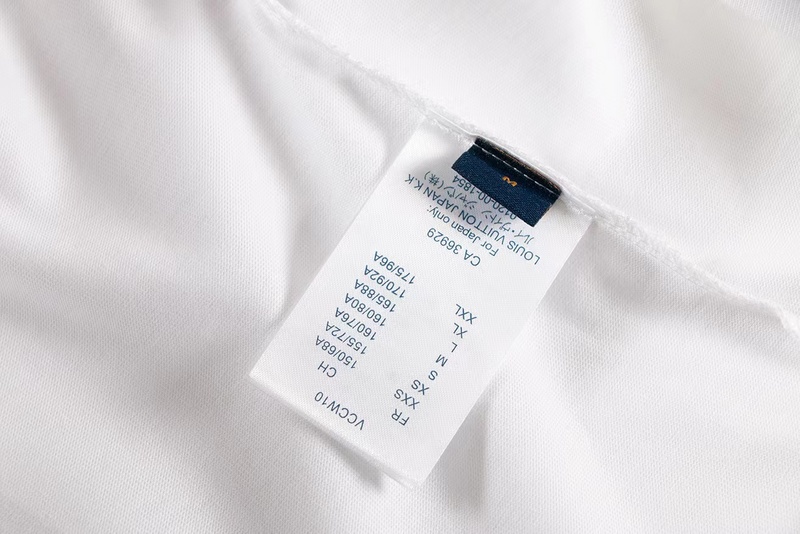 VCCW10
FR CH
XXS 150/68A
XS 155/72A
S 160/76A
M 160/80A
L 165/88A
XL 170/92A
XXL 175/96A
CA 36929
For Japan only:
LOUIS VUITTON JAPAN K.K
ルイ・ヴィトン ジャパン(株)
0120-00-1854